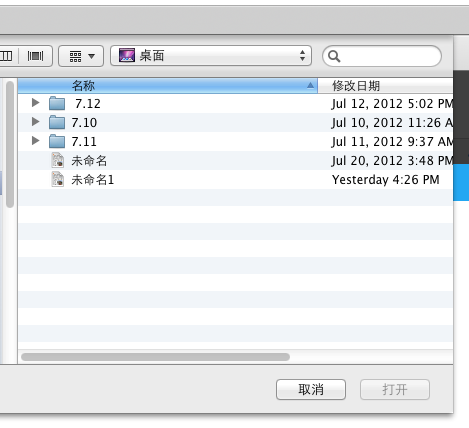 桌面
名称 修改日期
7.12 Jul 12, 2012 5:02 PM
7.10 Jul 10, 2012 11:26 A
7.11 Jul 11, 2012 9:37 AM
未命名 Jul 20, 2012 3:48 PM
未命名1 Yesterday 4:26 PM
取消 打开